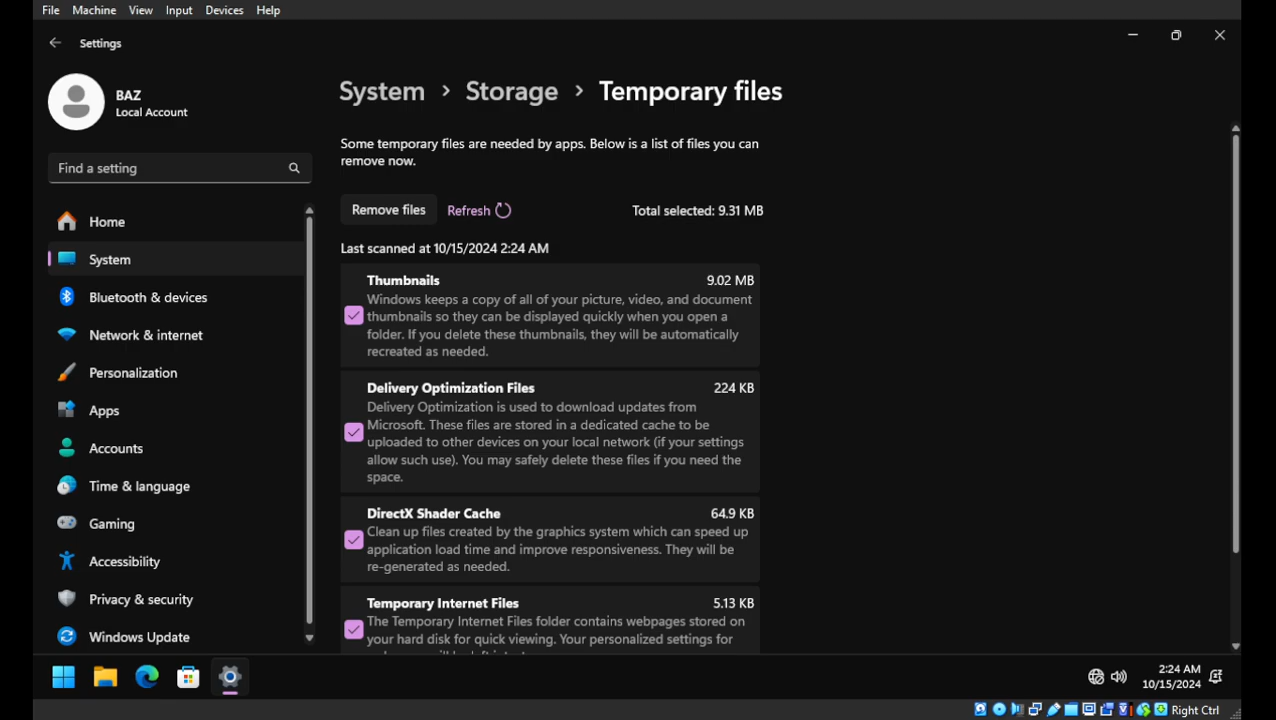 File Machine View Input Devices Help
Settings
BAZ
Local Account
Find a setting
Home
System
Bluetooth & devices
Network & internet
Personalization
Apps
Accounts
Time & language
Gaming
Accessibility
Privacy & security
Windows Update
System > Storage > Temporary files
Some temporary files are needed by apps. Below is a list of files you can
remove now.
Remove files Refresh Total selected: 9.31 MB
Last scanned at 10/15/2024 2:24 AM
Thumbnails 9.02 MB
Windows keeps a copy of all of your picture, video, and document
thumbnails so they can be displayed quickly when you open a
folder. If you delete these thumbnails, they will be automatically
recreated as needed.
Delivery Optimization Files 224 KB
Delivery Optimization is used to download updates from
Microsoft. These files are stored in a dedicated cache to be
uploaded to other devices on your local network (if your settings
allow such use). You may safely delete these files if you need the
space.
DirectX Shader Cache 64.9 KB
Clean up files created by the graphics system which can speed up
application load time and improve responsiveness. They will be
re-generated as needed.
Temporary Internet Files 5.13 KB
The Temporary Internet Files folder contains webpages stored on
your hard disk for quick viewing. Your personalized settings for
2:24 AM
10/15/2024
Right Ctrl